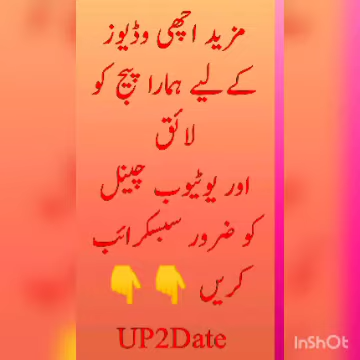 مزید اچھی وڈیوز
کے لیے ہمارا پیج کو
لائق
اور یوٹیوب چینل
کو ضرور سبسکرائب
کریں 👇 👇
UP2Date
InShOt